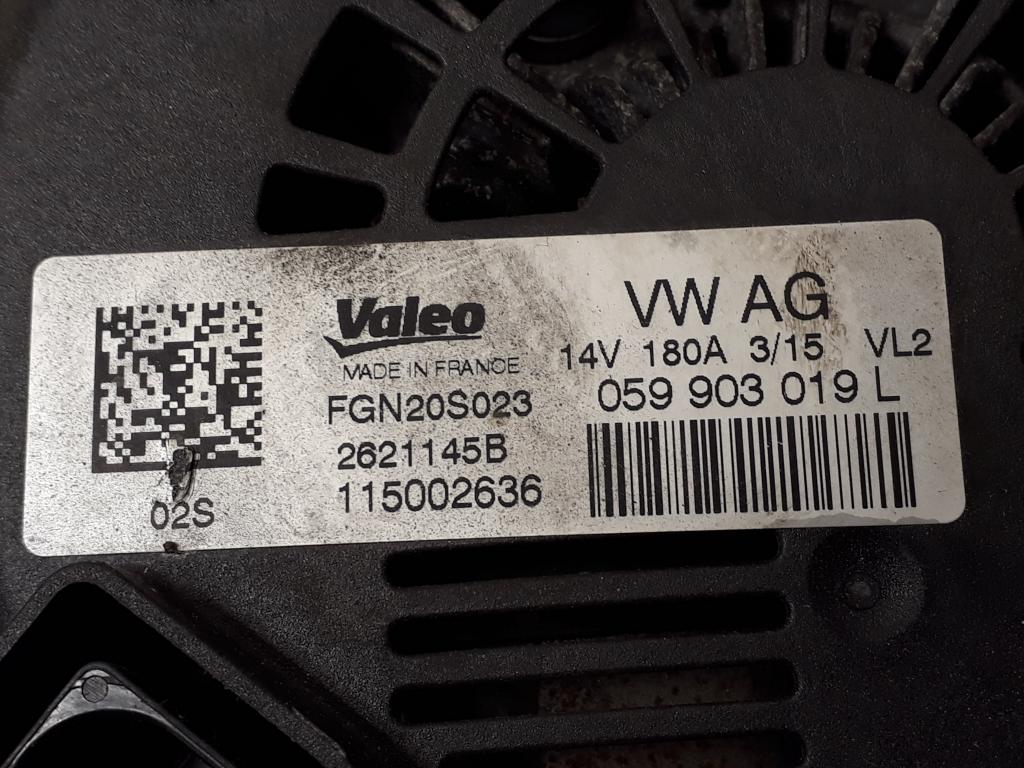 Valeo
MADE IN FRANCE
FGN20S023
2621145B
115002636
02S
VW AG
14V 180A 3/15 VL2
059 903 019 L